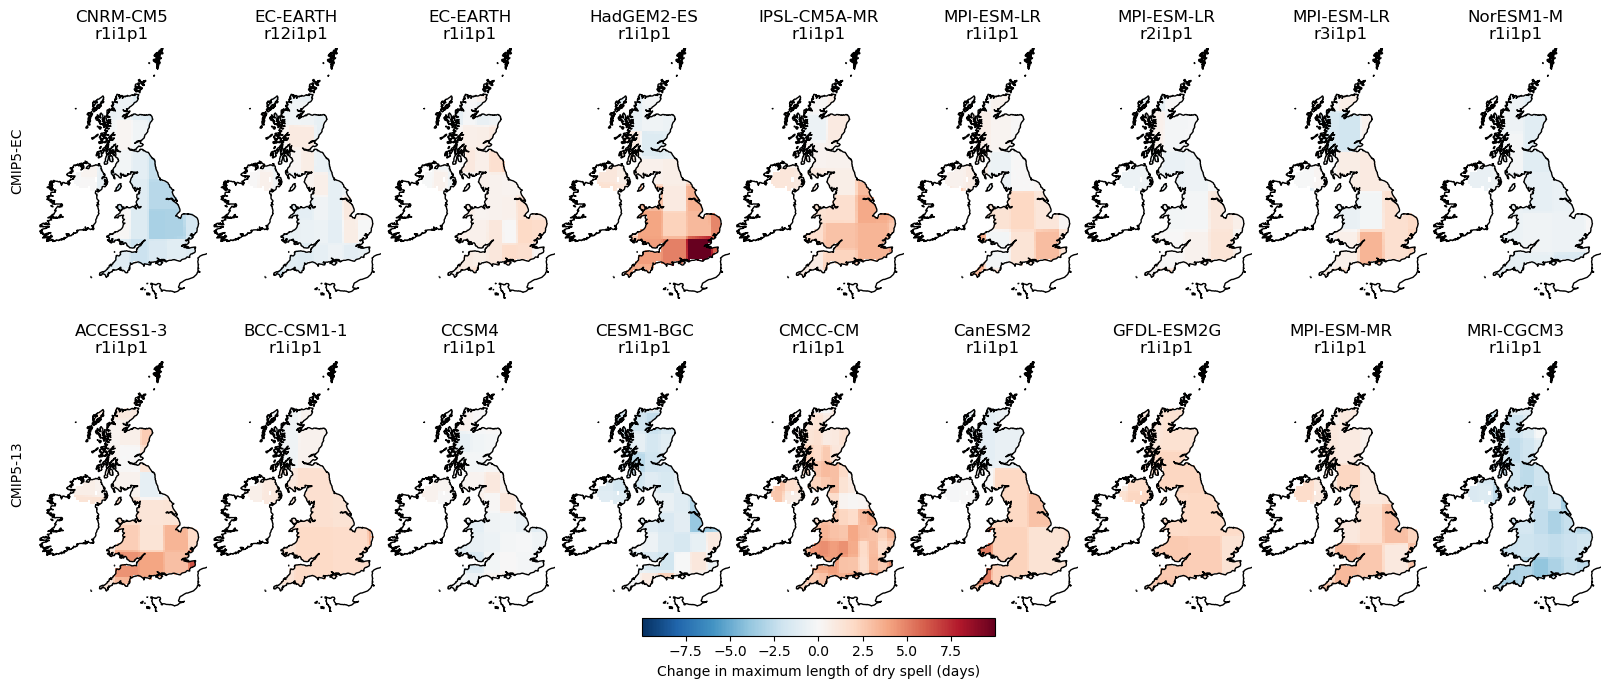 CNRM-CM5 EC-EARTH EC-EARTH HadGEM2-ES IPSL-CM5A-MR MPI-ESM-LR MPI-ESM-LR MPI-ESM-LR NorESM1-M
r1i1p1 r12i1p1 r1i1p1 r1i1p1 r1i1p1 r1i1p1 r2i1p1 r3i1p1 r1i1p1
CMIP5-EC
ACCESS1-3 BCC-CSM1-1 CCSM4 CESM1-BGC CMCC-CM CanESM2 GFDL-ESM2G MPI-ESM-MR MRI-CGCM3
r1i1p1 r1i1p1 r1i1p1 r1i1p1 r1i1p1 r1i1p1 r1i1p1 r1i1p1 r1i1p1
CMIP5-13
−7.5 −5.0 −2.5 0.0 2.5 5.0 7.5
Change in maximum length of dry spell (days)